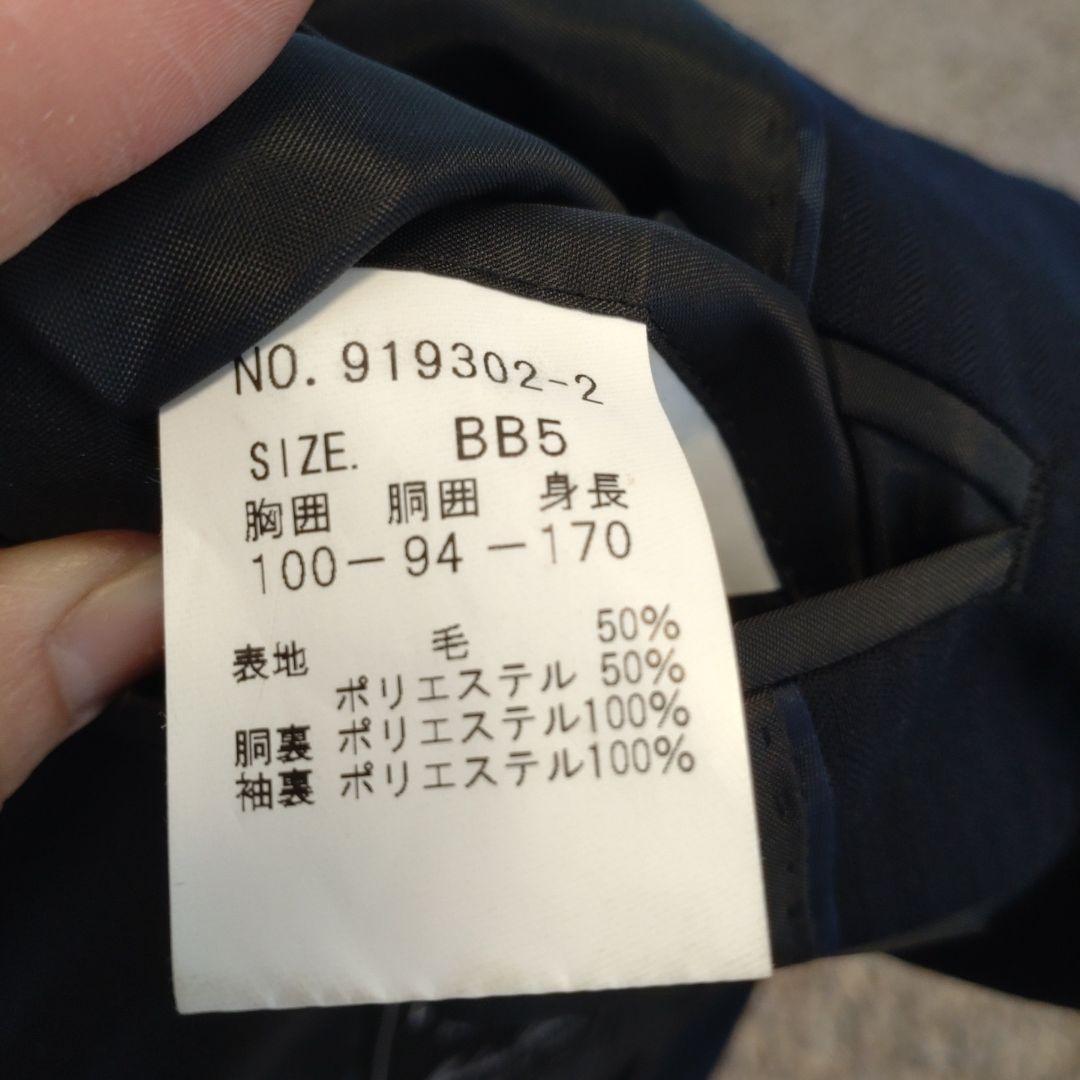 NO. 919302-2
SIZE. BB5
胸囲 胴囲 身長
100-94-170
表地 毛 50%
ポリエステル 50%
胴裏 ポリエステル100%
袖裏 ポリエステル100%